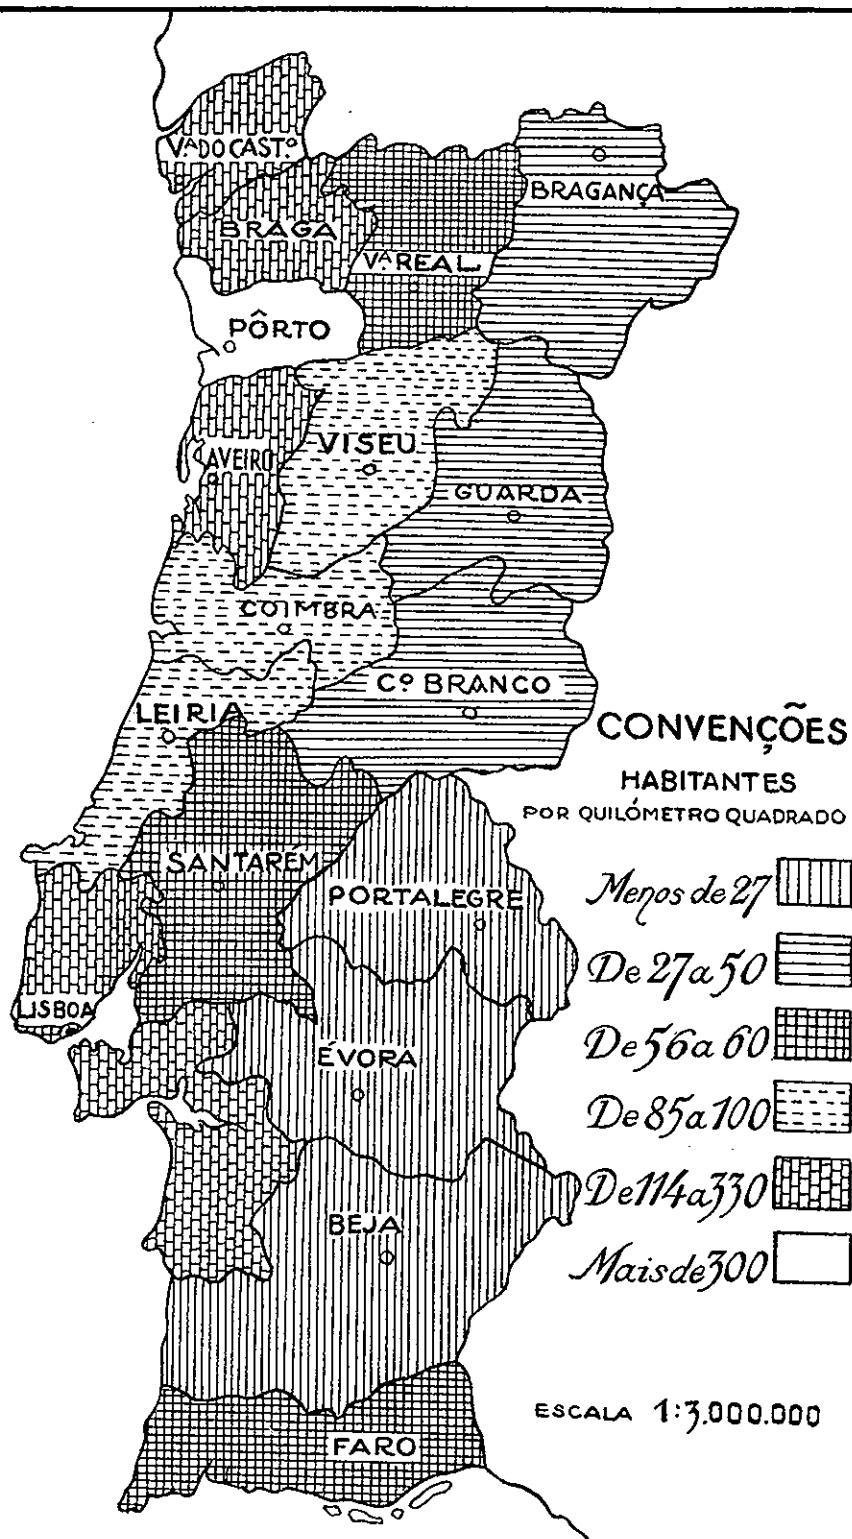 Vᴬ DO CAST.º
BRAGA
Vᴬ REAL
BRAGANÇA
PÔRTO
AVEIRO
VISEU
GUARDA
COIMBRA
Cº BRANCO
LEIRIA
SANTARÉM
PORTALEGRE
LISBOA
ÉVORA
BEJA
FARO
CONVENÇÕES
HABITANTES
POR QUILÓMETRO QUADRADO
Menos de 27
De 27 a 50
De 56 a 60
De 85 a 100
De 114 a 330
Mais de 300
ESCALA 1:3.000.000